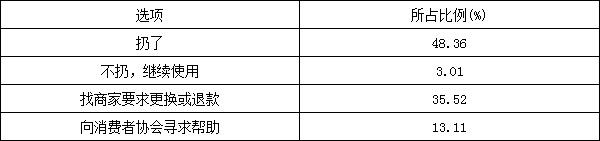 选项 所占比例(%)
扔了 48.36
不扔，继续使用 3.01
找商家要求更换或退款 35.52
向消费者协会寻求帮助 13.11